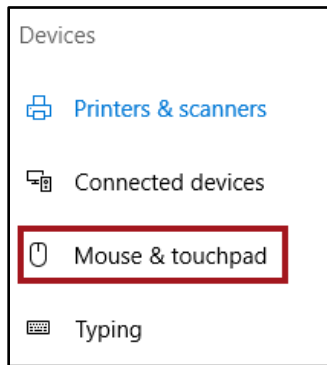 Devices
Printers & scanners
Connected devices
Mouse & touchpad
Typing